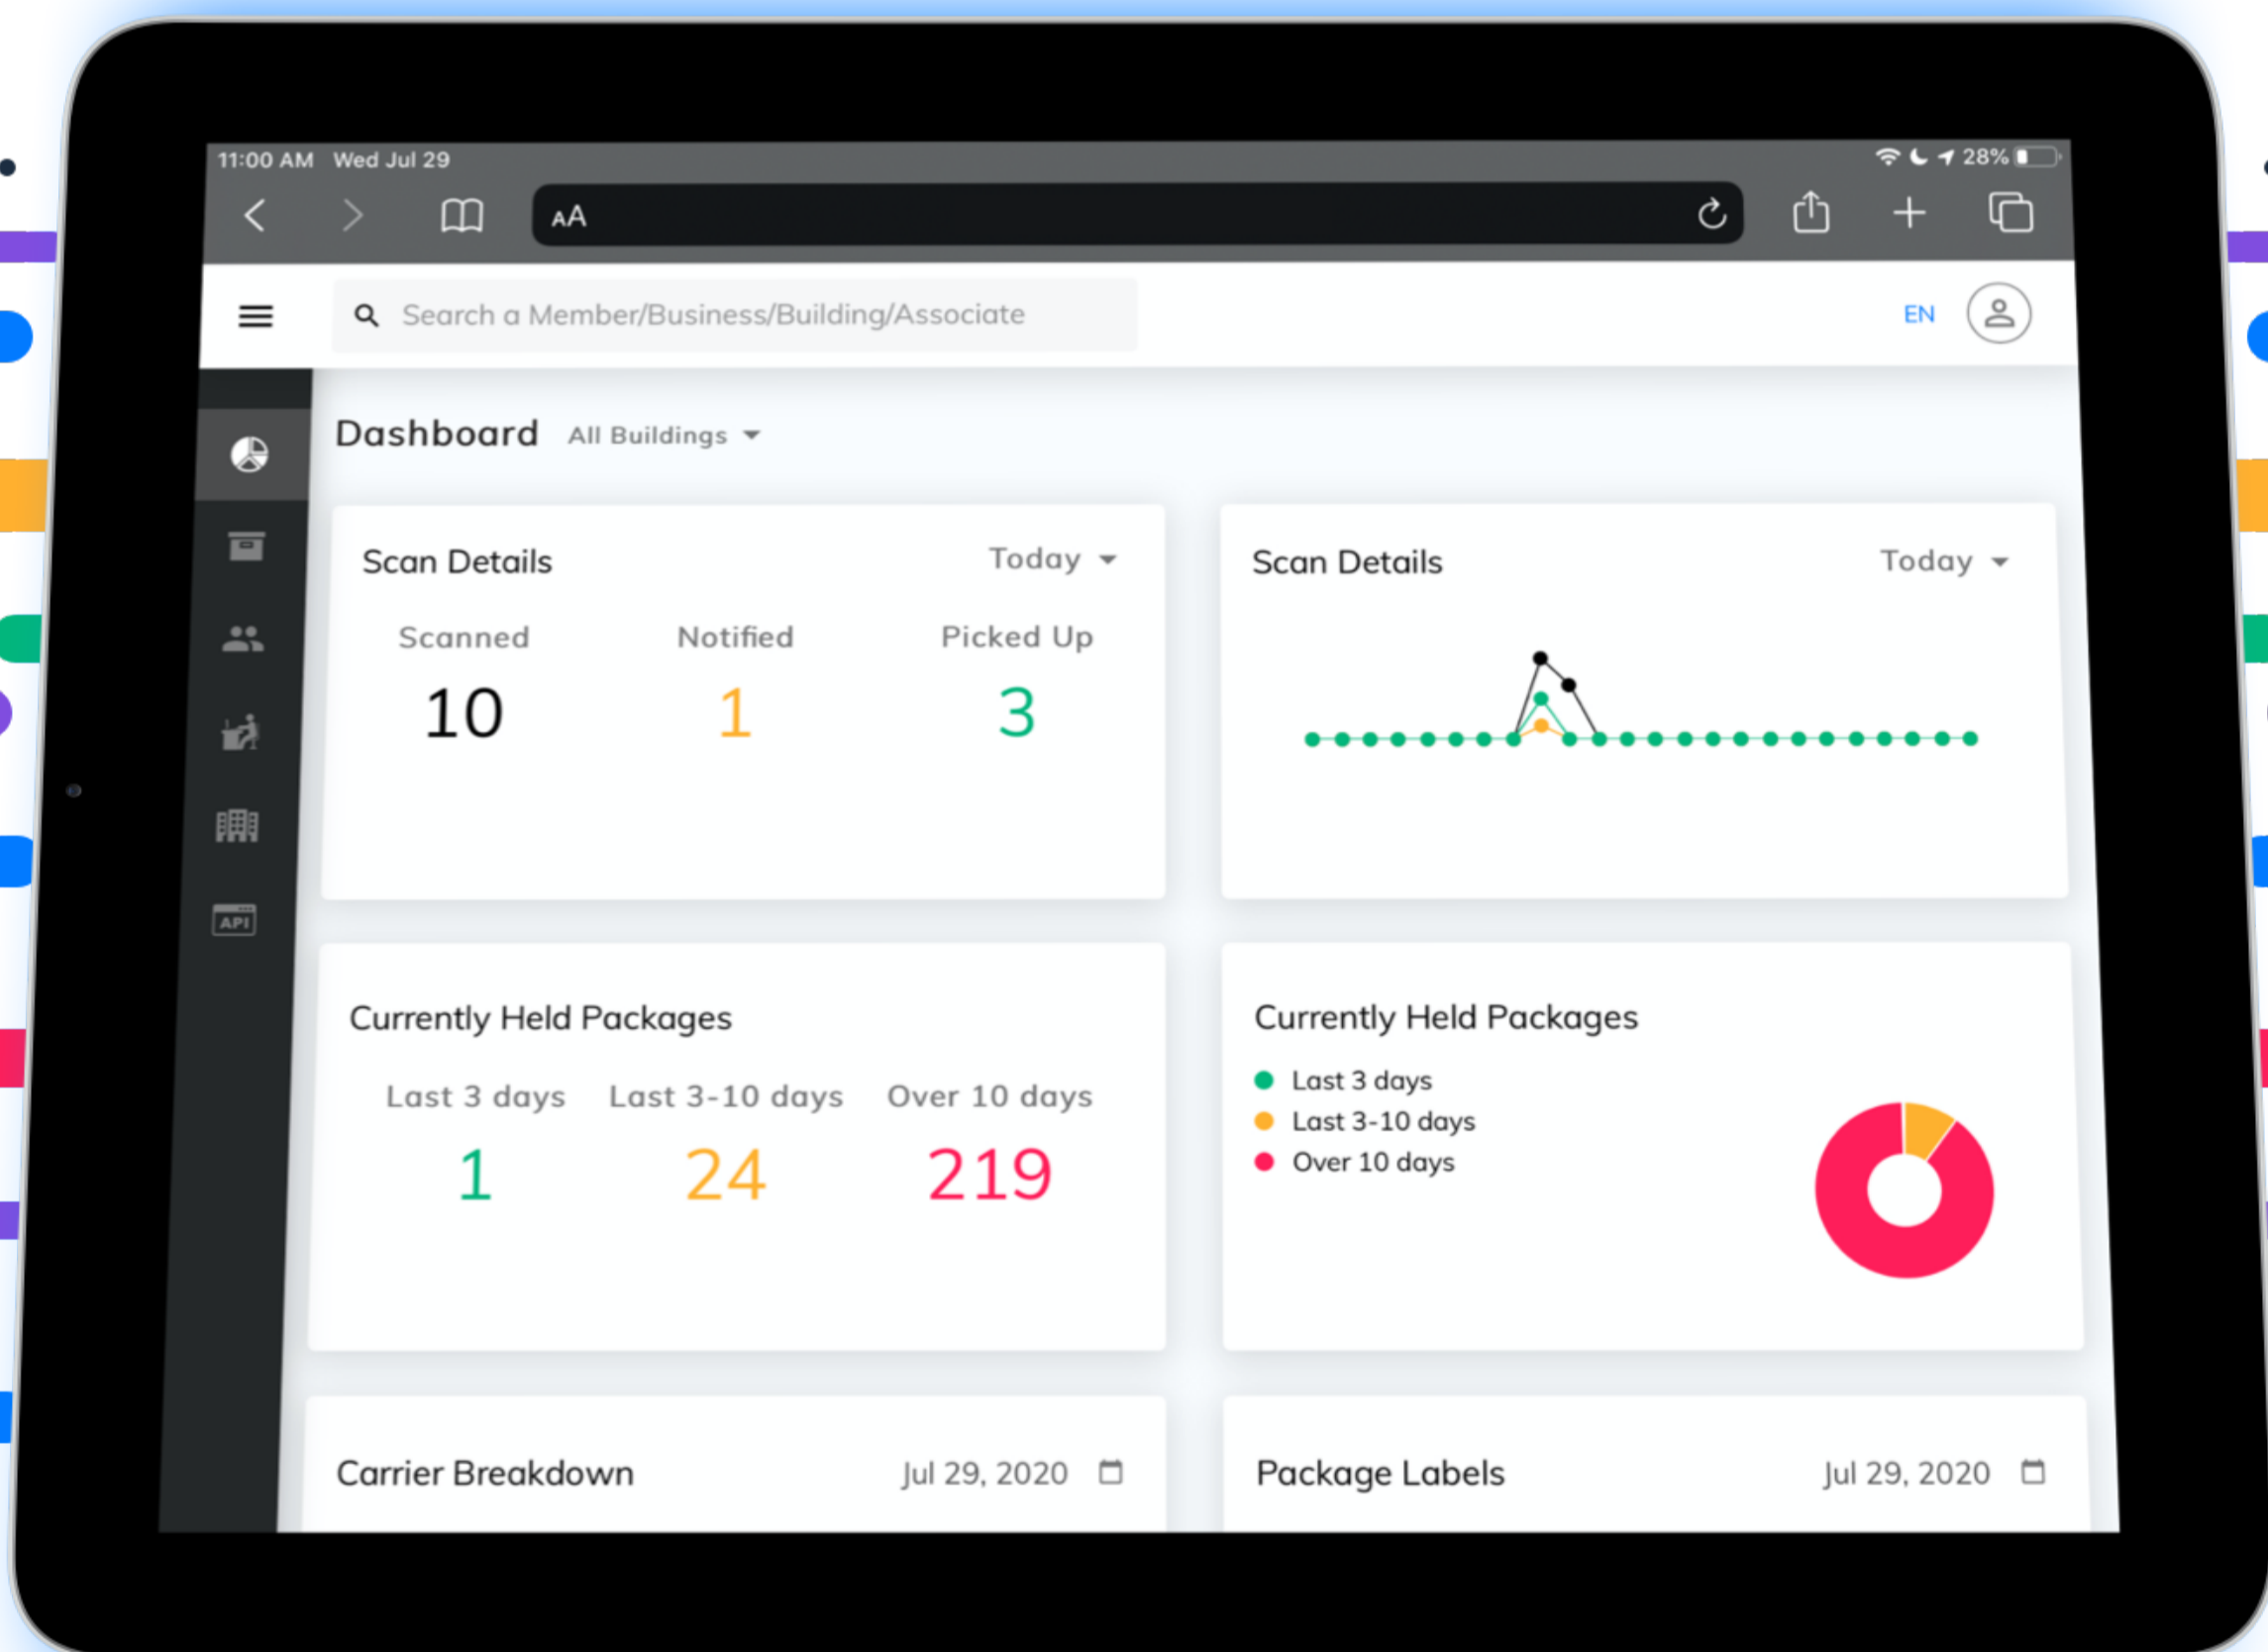 11:00 AM Wed Jul 29 28%
AA
Search a Member/Business/Building/Associate EN
Dashboard All Buildings
Scan Details Today
Scanned Notified Picked Up
10 1 3
Scan Details Today
Currently Held Packages
Last 3 days Last 3-10 days Over 10 days
1 24 219
Currently Held Packages
Last 3 days
Last 3-10 days
Over 10 days
API
Carrier Breakdown Jul 29, 2020
Package Labels Jul 29, 2020